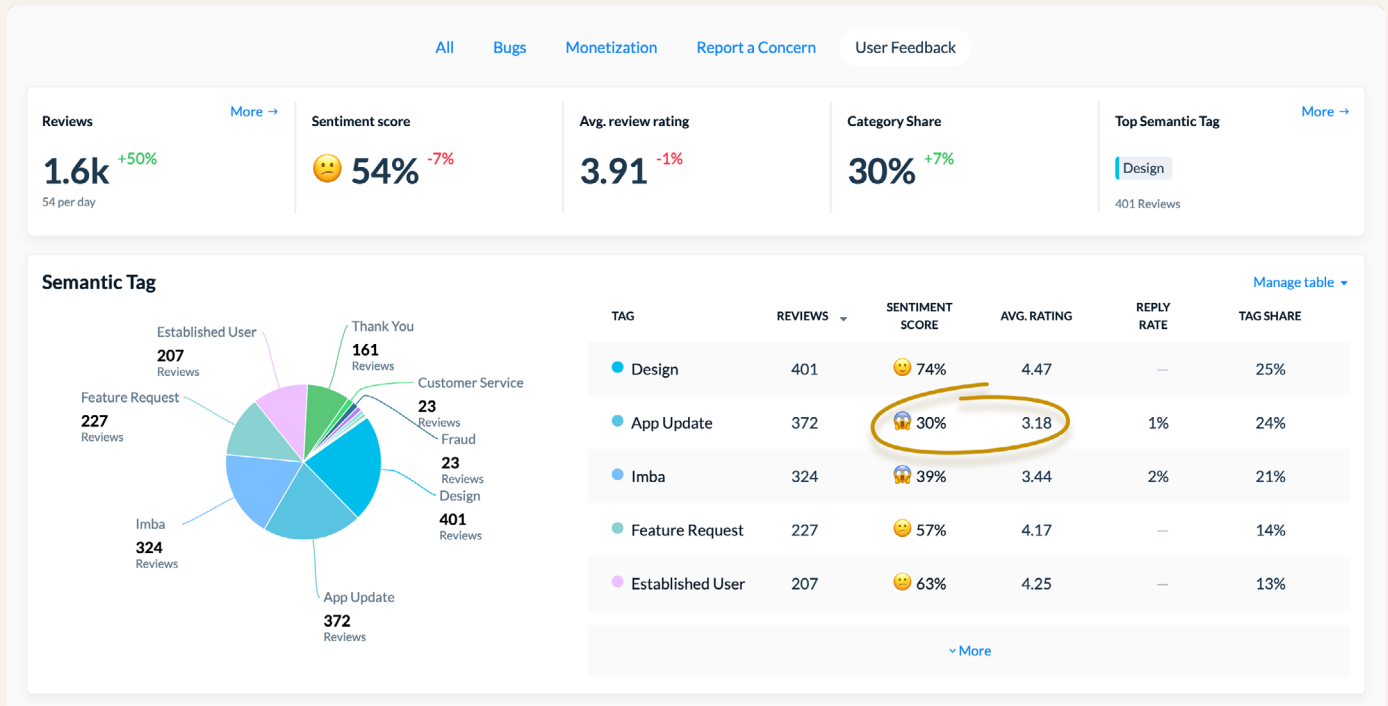 All Bugs Monetization Report a Concern User Feedback
Reviews More →
1.6k +50%
54 per day
Sentiment score
54% -7%
Avg. review rating
3.91 -1%
Category Share
30% +7%
Top Semantic Tag More →
Design
401 Reviews
Semantic Tag
Manage table
Established User
207
Reviews
Thank You
161
Reviews
Feature Request
227
Reviews
Customer Service
23
Reviews
Fraud
23
Reviews
Design
401
Reviews
Imba
324
Reviews
App Update
372
Reviews
TAG REVIEWS SENTIMENT SCORE AVG. RATING REPLY RATE TAG SHARE
Design 401 74% 4.47 — 25%
App Update 372 30% 3.18 1% 24%
Imba 324 39% 3.44 2% 21%
Feature Request 227 57% 4.17 — 14%
Established User 207 63% 4.25 — 13%
More